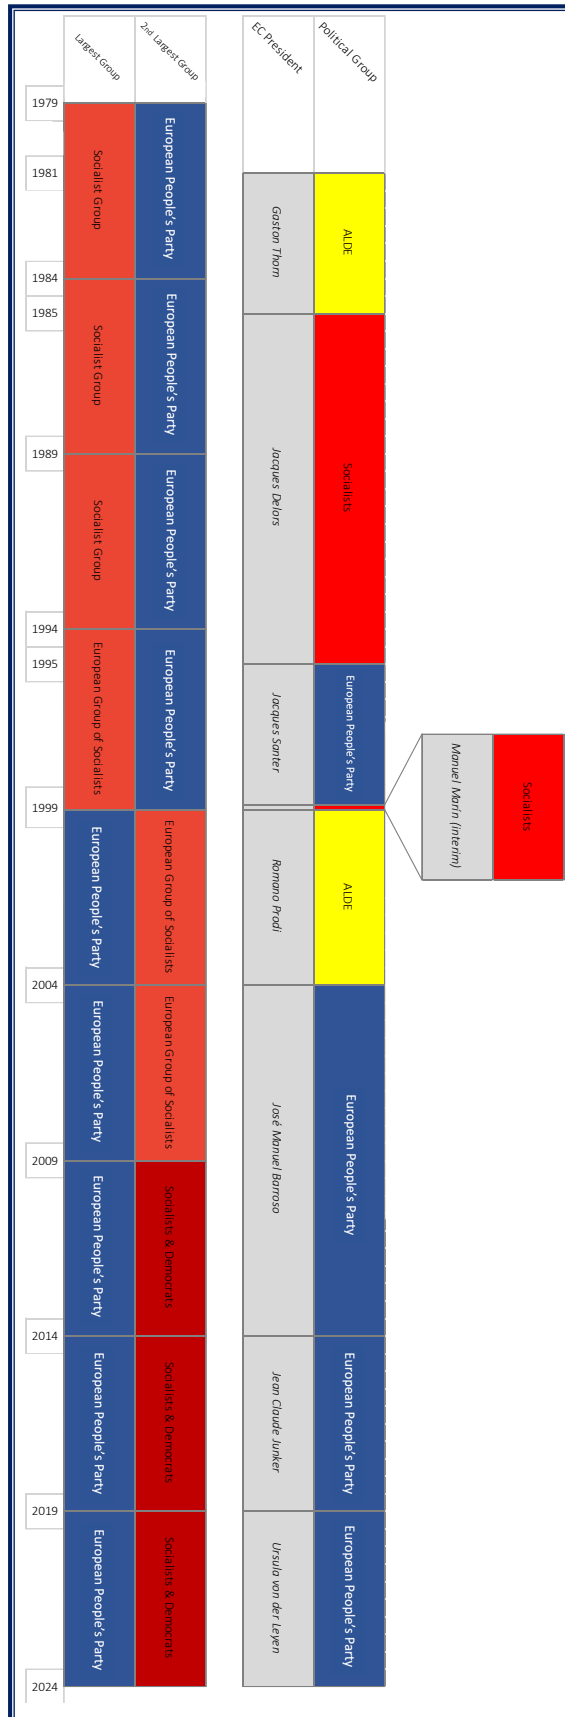 Largest Group
2nd Largest Group
EC President
Political Group
1979
1981
1984
1985
1989
1994
1995
1999
2004
2009
2014
2019
2024
Socialist Group
Socialist Group
Socialist Group
European Group of Socialists
European People's Party
European People's Party
European People's Party
European People's Party
European People's Party
European People's Party
European People's Party
European People's Party
European People's Party
European Group of Socialists
European Group of Socialists
Socialists & Democrats
Socialists & Democrats
Socialists & Democrats
Gaston Thorn
Jacques Delors
Jacques Santer
Romano Prodi
José Manuel Barroso
Jean Claude Junker
Ursula von der Leyen
ALDE
Socialists
European People's Party
ALDE
European People's Party
European People's Party
European People's Party
Manuel Marín (interim)
Socialists